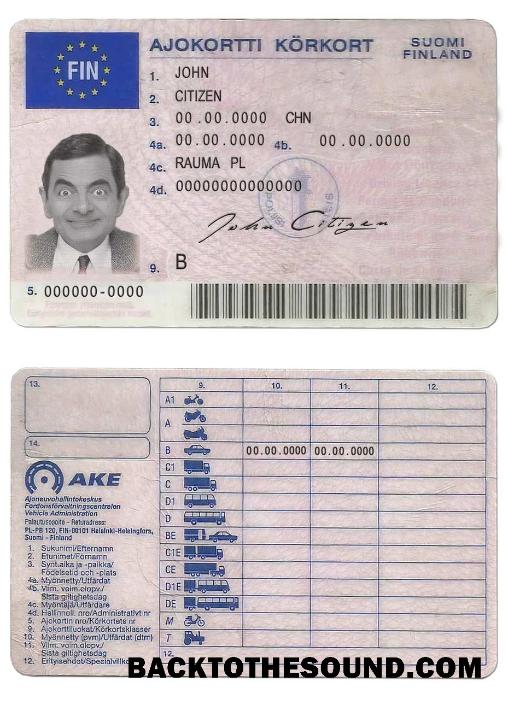 FIN
AJOKORTTI KÖRKORT
SUOMI
FINLAND
1. JOHN
2. CITIZEN
3. 00.00.0000 CHN
4a. 00.00.0000 4b. 00.00.0000
4c. RAUMA PL
4d. 00000000000000
John Citizen
9. B
5. 000000-0000
13.
14.
9. 10. 11. 12.
A1
A
B 00.00.0000 00.00.0000
C1
C
D1
D
BE
C1E
CE
D1E
DE
M
T
12.
AKE
Ajoneuvohallintokeskus
Fordonsförvaltningscentralen
Vehicle Administration
Palautusosoite - Returadress:
PL-PB 120, FIN-00101 Helsinki-Helsingfors,
Suomi - Finland
1. Sukunimi/Efternamn
2. Etunimet/Förnamn
3. Syntaika ja -paikka/
Födelsetid och -plats
4a. Myönnetty/Utfärdat
4b. Viim. voim.olopv./
Sista giltighetsdag
4c. Myöntäjä/Utfärdare
4d. Hallinnoll. nro/Administrativt nr
5. Ajokortin nro/Körkortets nr
9. Ajokorttiluokat/Körkortsklasser
10. Myönnetty (pvm)/Utfärdat (dtm)
11. Viim. voim.olopv./
Sista giltighetsdag
12. Erityisehdot/Specialvillkor
BACKTOTHESOUND.COM